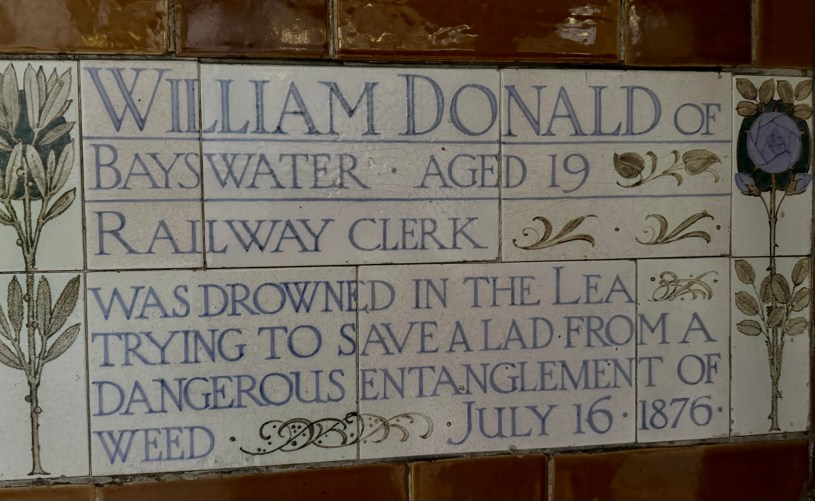 WILLIAM DONALD OF
BAYSWATER · AGED 19
RAILWAY CLERK
WAS DROWNED IN THE LEA
TRYING TO SAVE A LAD FROM A
DANGEROUS ENTANGLEMENT OF
WEED · JULY 16 · 1876 ·